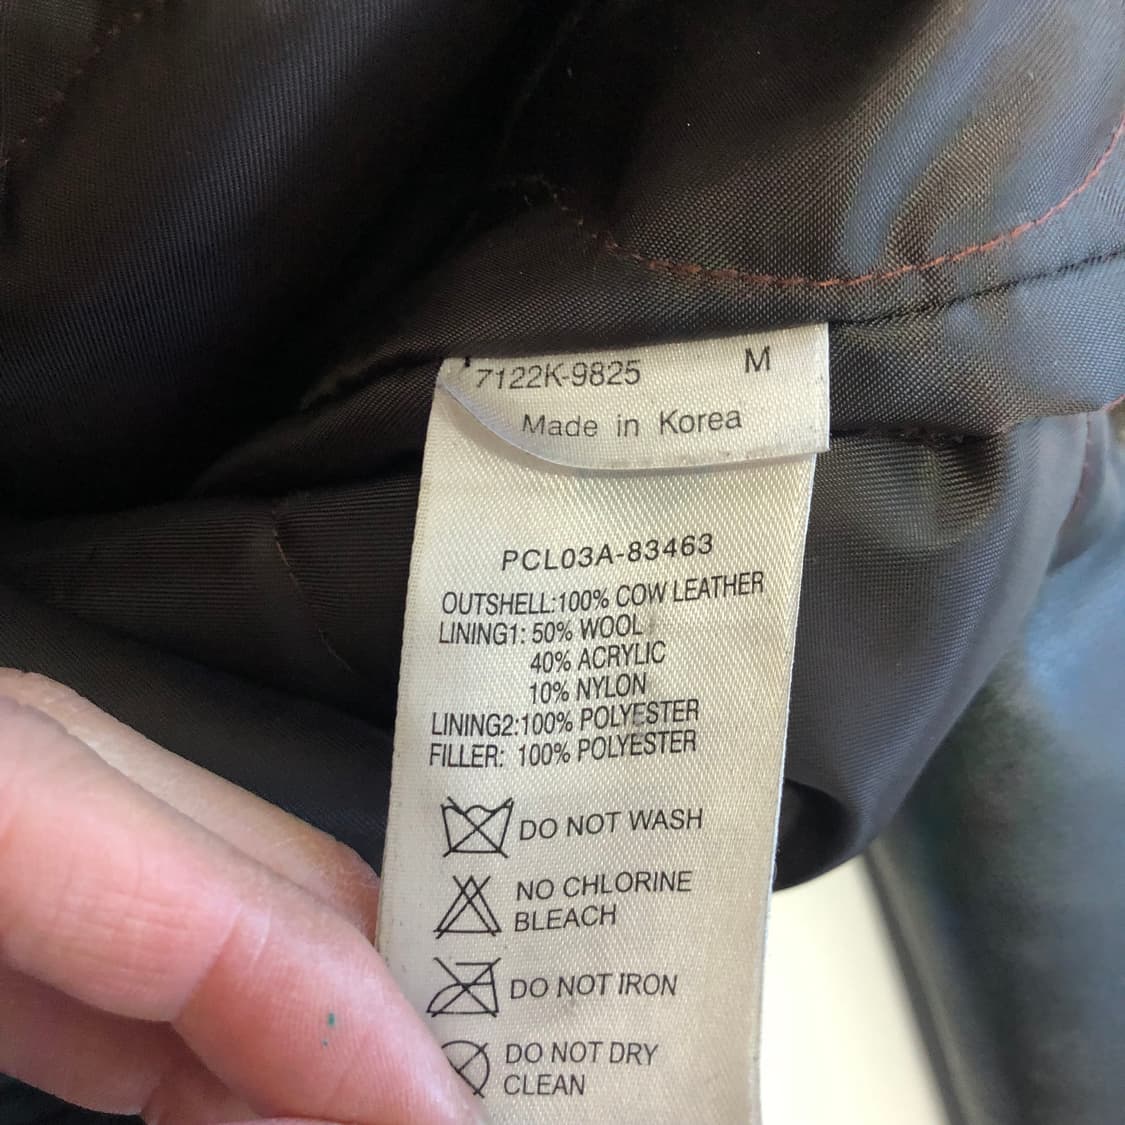 7122K-9825 M
Made in Korea
PCL03A-83463
OUTSHELL:100% COW LEATHER
LINING1: 50% WOOL
40% ACRYLIC
10% NYLON
LINING2:100% POLYESTER
FILLER: 100% POLYESTER
DO NOT WASH
NO CHLORINE
BLEACH
DO NOT IRON
DO NOT DRY
CLEAN